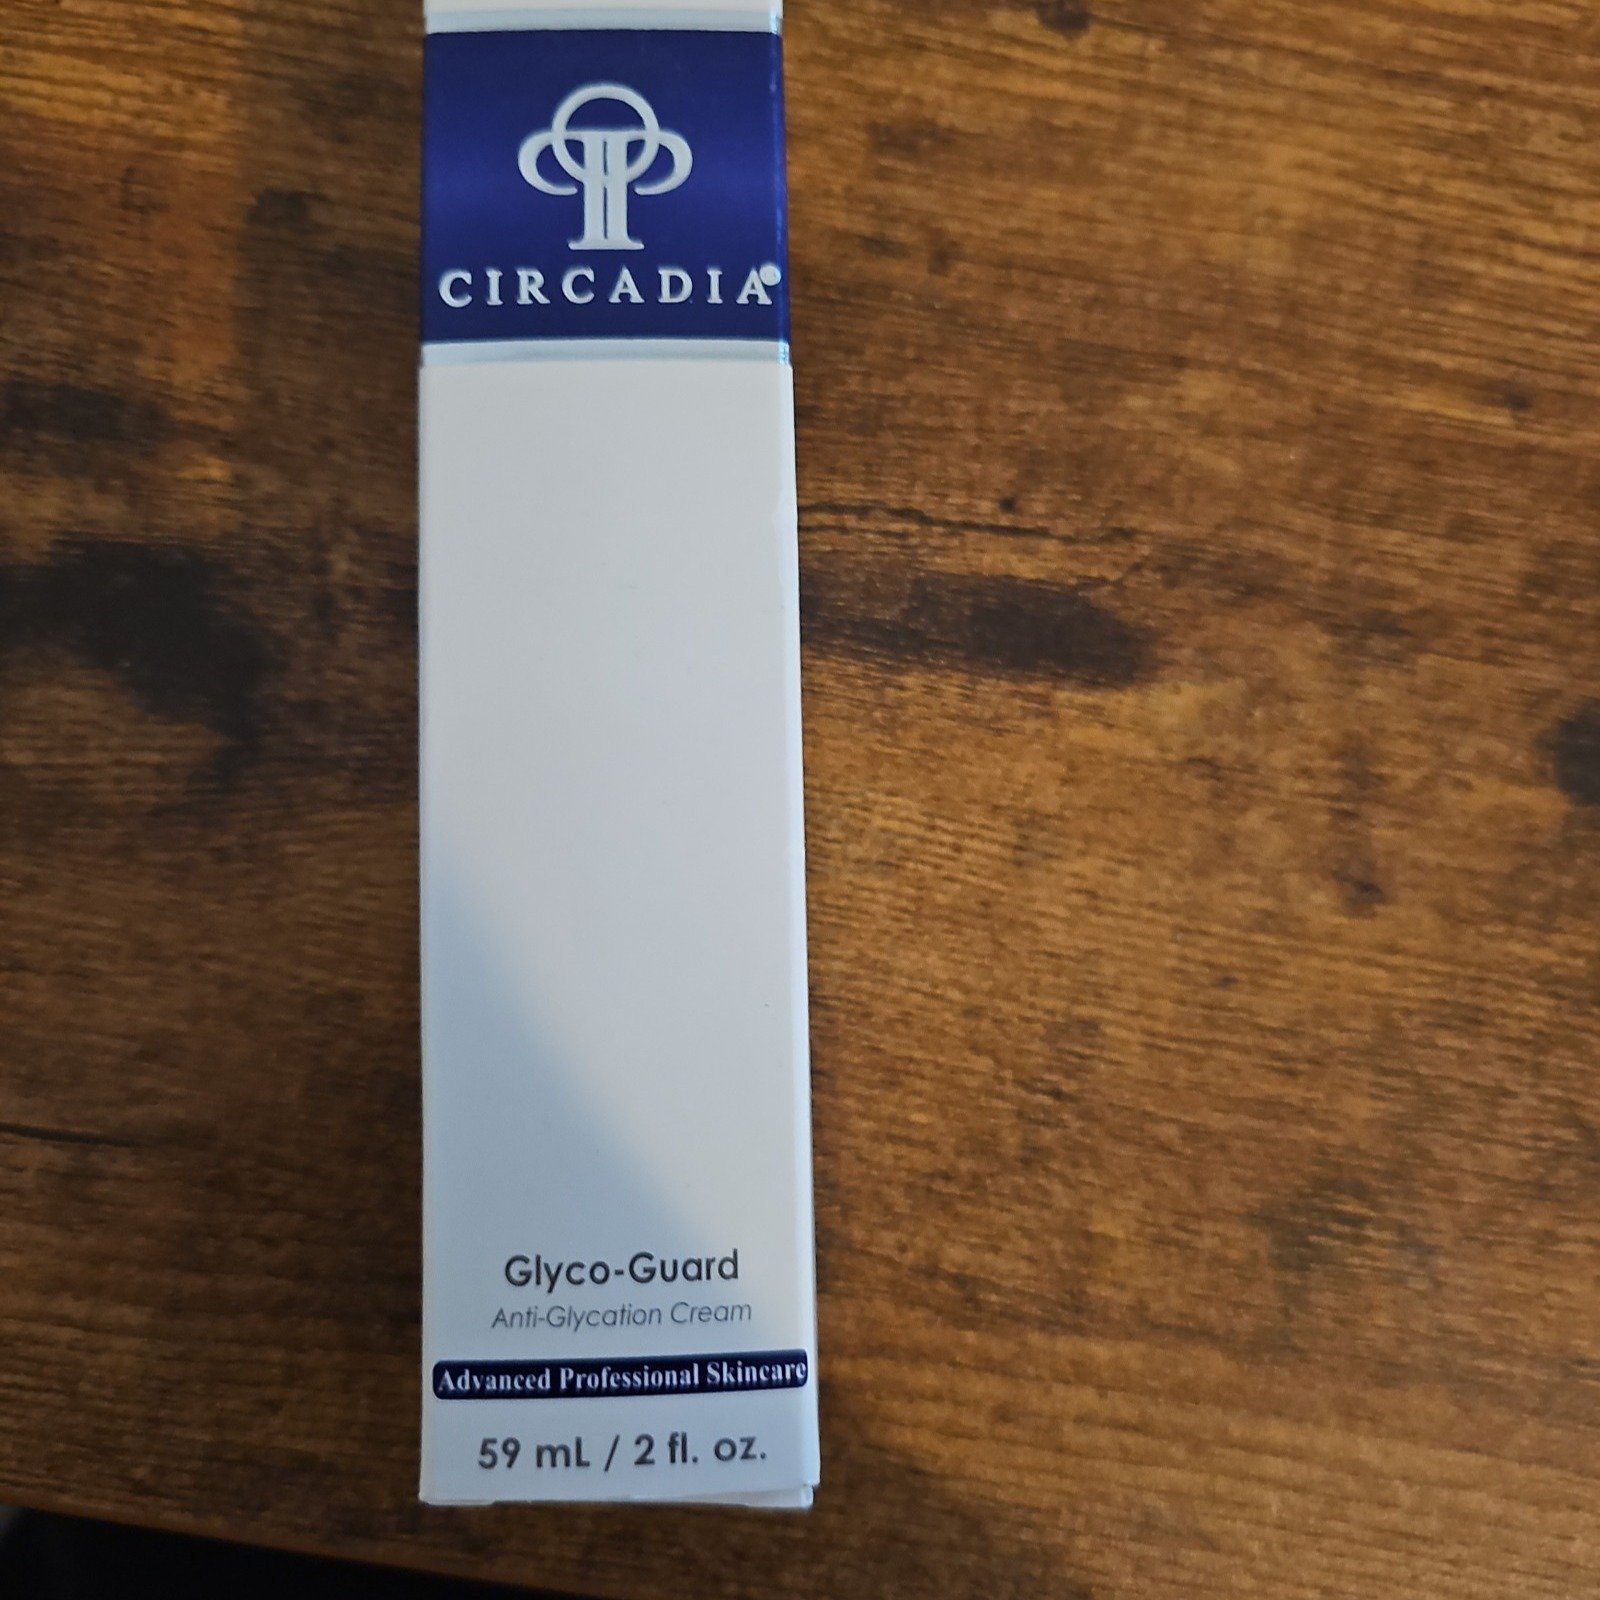 CIRCADIA®
Glyco-Guard
Anti-Glycation Cream
Advanced Professional Skincare
59 mL / 2 fl. oz.